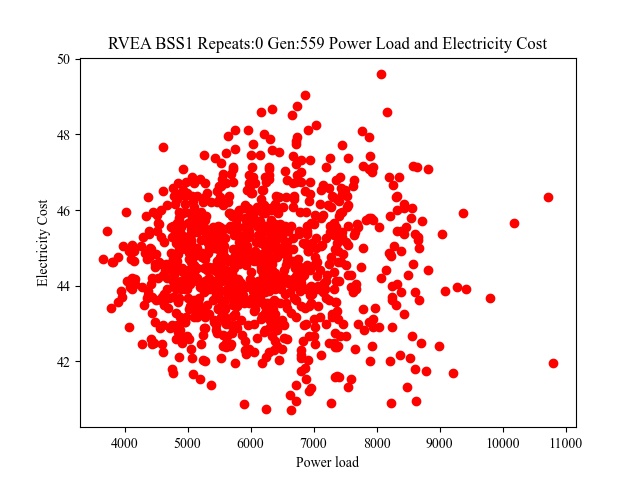 RVEA BSS1 Repeats:0 Gen:559 Power Load and Electricity Cost
50
48
46
44
42
Electricity Cost
4000 5000 6000 7000 8000 9000 10000 11000
Power load